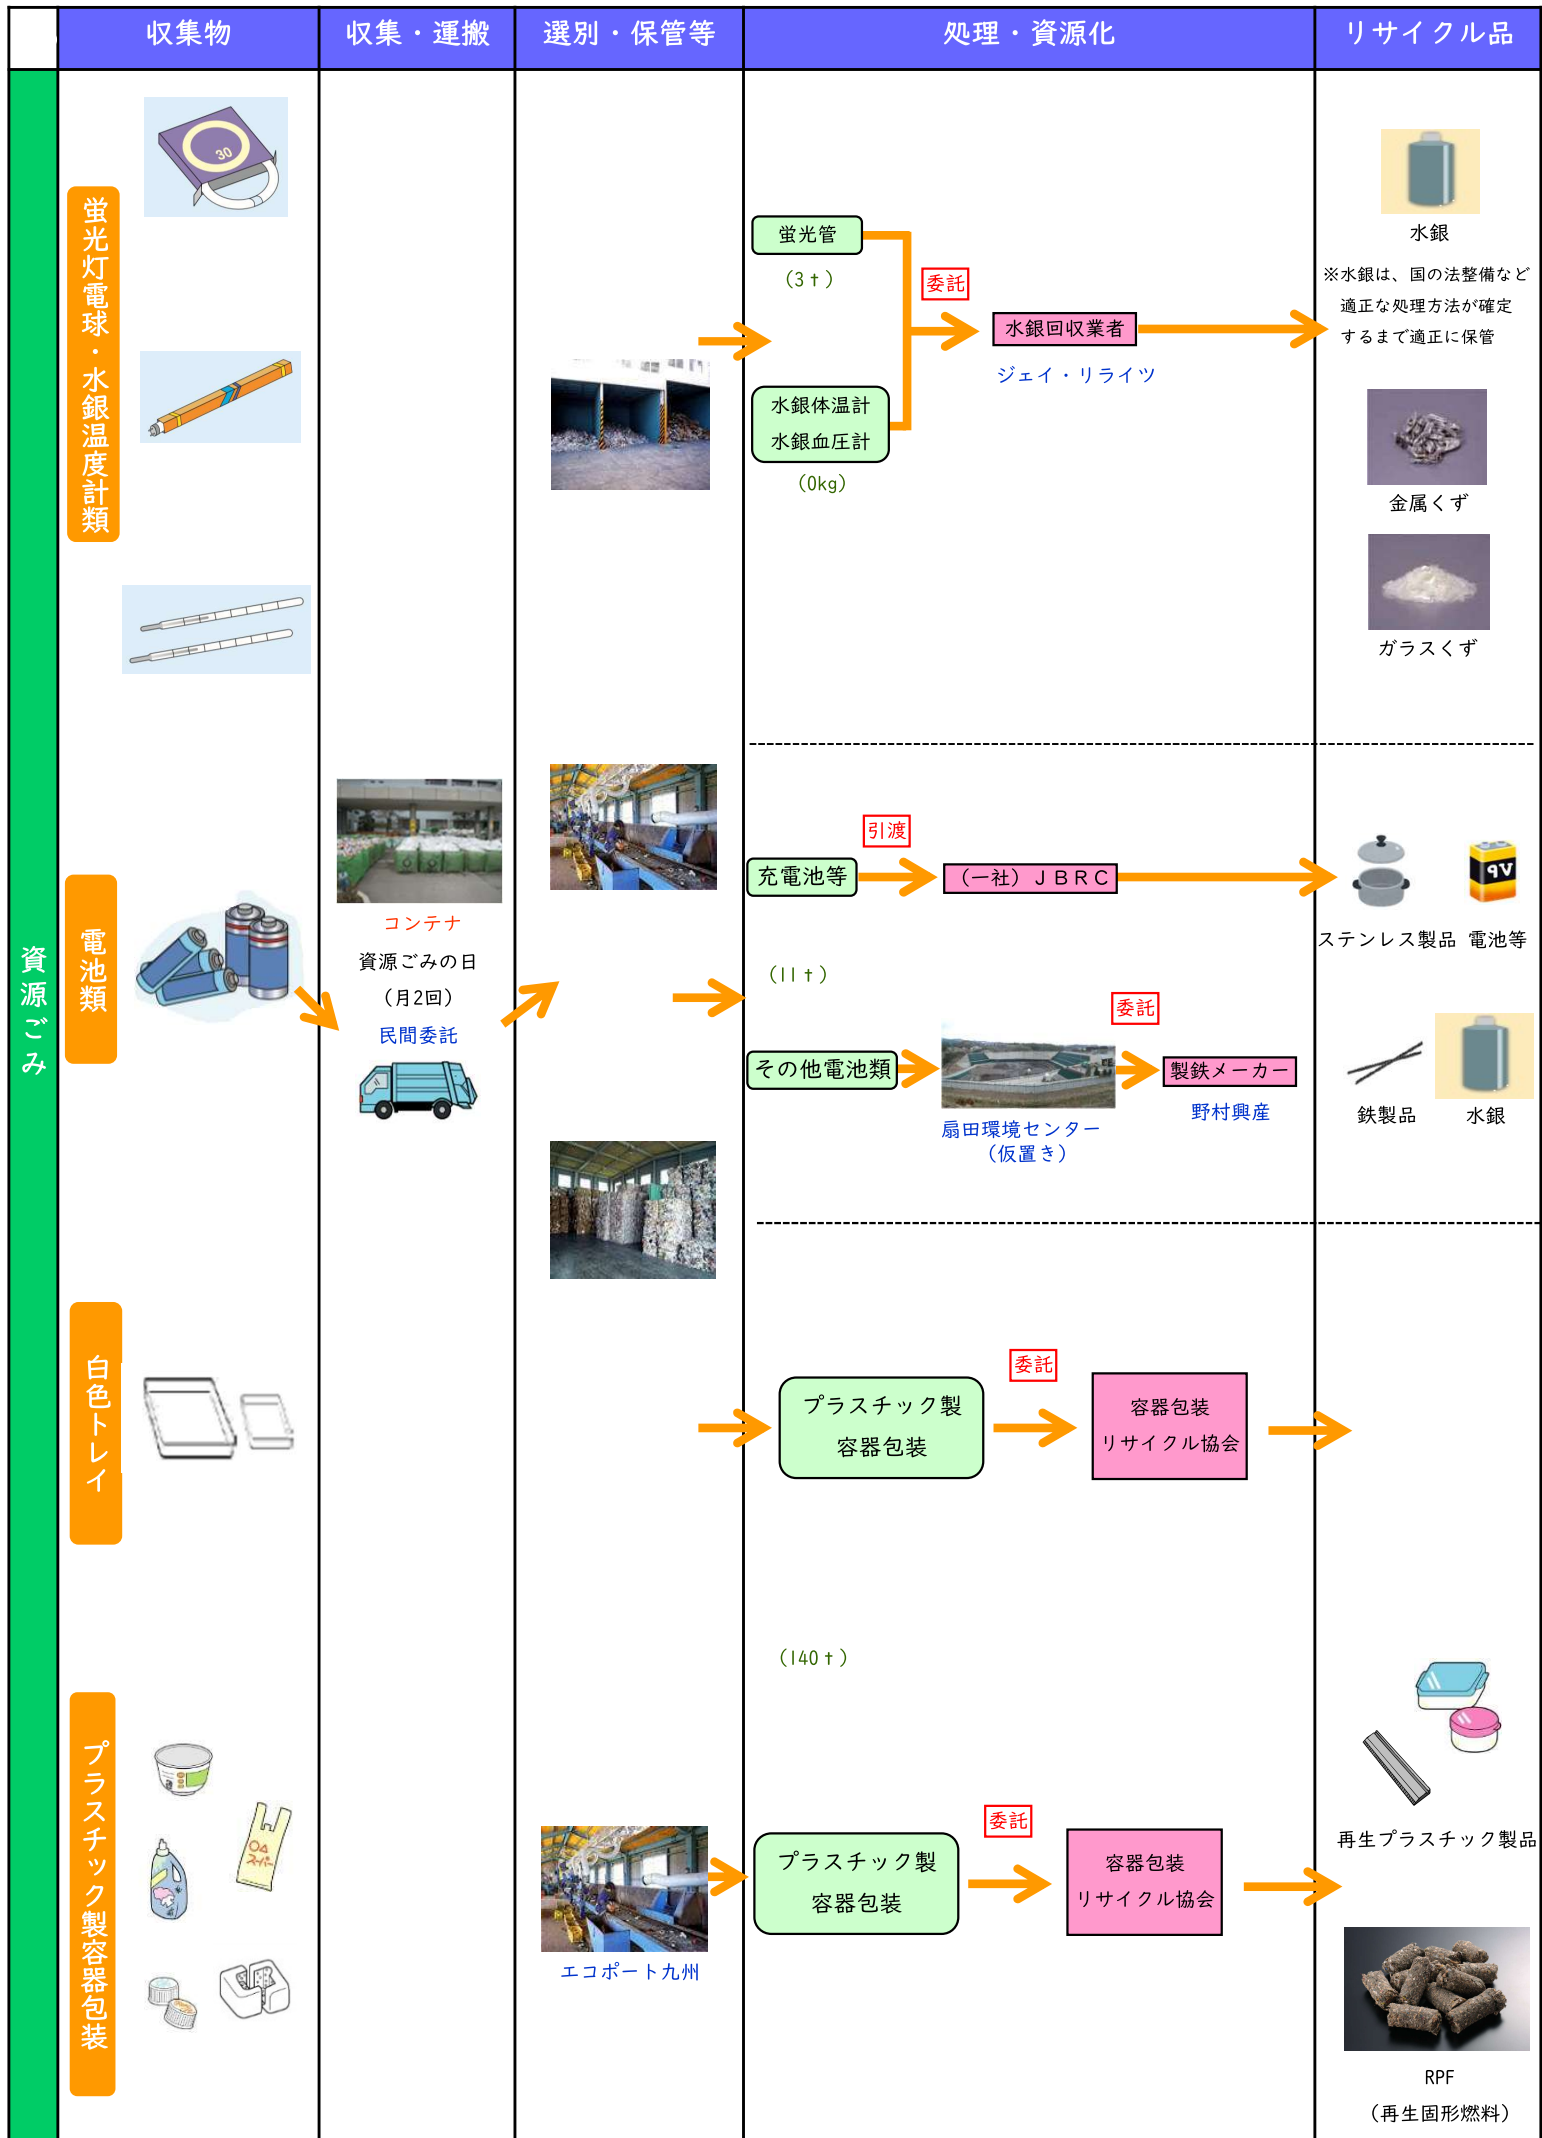 収集物
収集・運搬
選別・保管等
処理・資源化
リサイクル品
資源ごみ
蛍光灯電球・水銀温度計類
30
蛍光管
(3t)
水銀体温計
水銀血圧計
(0kg)
委託
水銀回収業者
ジェイ・リライツ
水銀
※水銀は、国の法整備など
適正な処理方法が確定
するまで適正に保管
金属くず
ガラスくず
電池類
コンテナ
資源ごみの日
(月2回)
民間委託
充電池等
引渡
(一社)JBRC
ステンレス製品
電池等
9V
(11t)
その他電池類
扇田環境センター
(仮置き)
委託
製鉄メーカー
野村興産
鉄製品
水銀
白色トレイ
プラスチック製
容器包装
委託
容器包装
リサイクル協会
(140t)
プラスチック製容器包装
○△
スーパー
エコポート九州
プラスチック製
容器包装
委託
容器包装
リサイクル協会
再生プラスチック製品
RPF
(再生固形燃料)